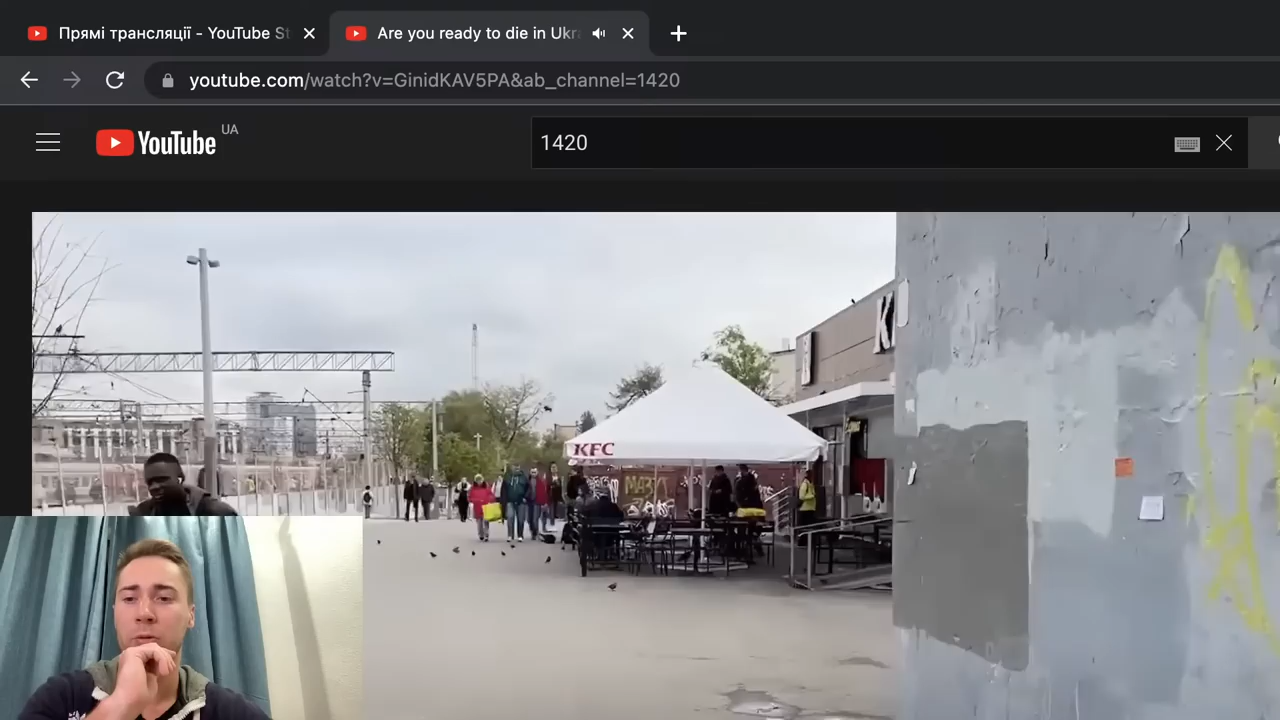 Прямі трансляції - YouTube St
Are you ready to die in Ukra
youtube.com/watch?v=GinidKAV5PA&ab_channel=1420
YouTube UA
1420
KFC